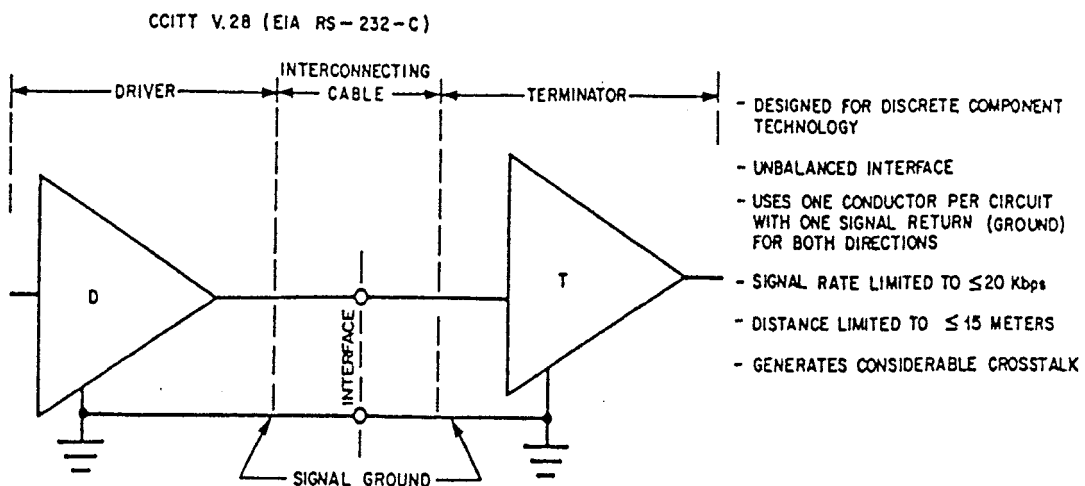 CCITT V.28 (EIA RS-232-C)
DRIVER
INTERCONNECTING
CABLE
TERMINATOR
D
INTERFACE
T
SIGNAL GROUND
- DESIGNED FOR DISCRETE COMPONENT
TECHNOLOGY
- UNBALANCED INTERFACE
- USES ONE CONDUCTOR PER CIRCUIT
WITH ONE SIGNAL RETURN (GROUND)
FOR BOTH DIRECTIONS
- SIGNAL RATE LIMITED TO ≤20 Kbps
- DISTANCE LIMITED TO ≤15 METERS
- GENERATES CONSIDERABLE CROSSTALK